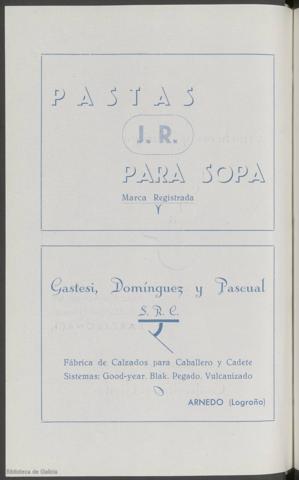 PASTAS
J. R.
PARA SOPA
Marca Registrada
Gastesi, Domínguez y Pascual
S. R. C.
Fábrica de Calzados para Caballero y Cadete
Sistemas: Good-year. Blak. Pegado. Vulcanizado
ARNEDO (Logroño)
Biblioteca de Galicia